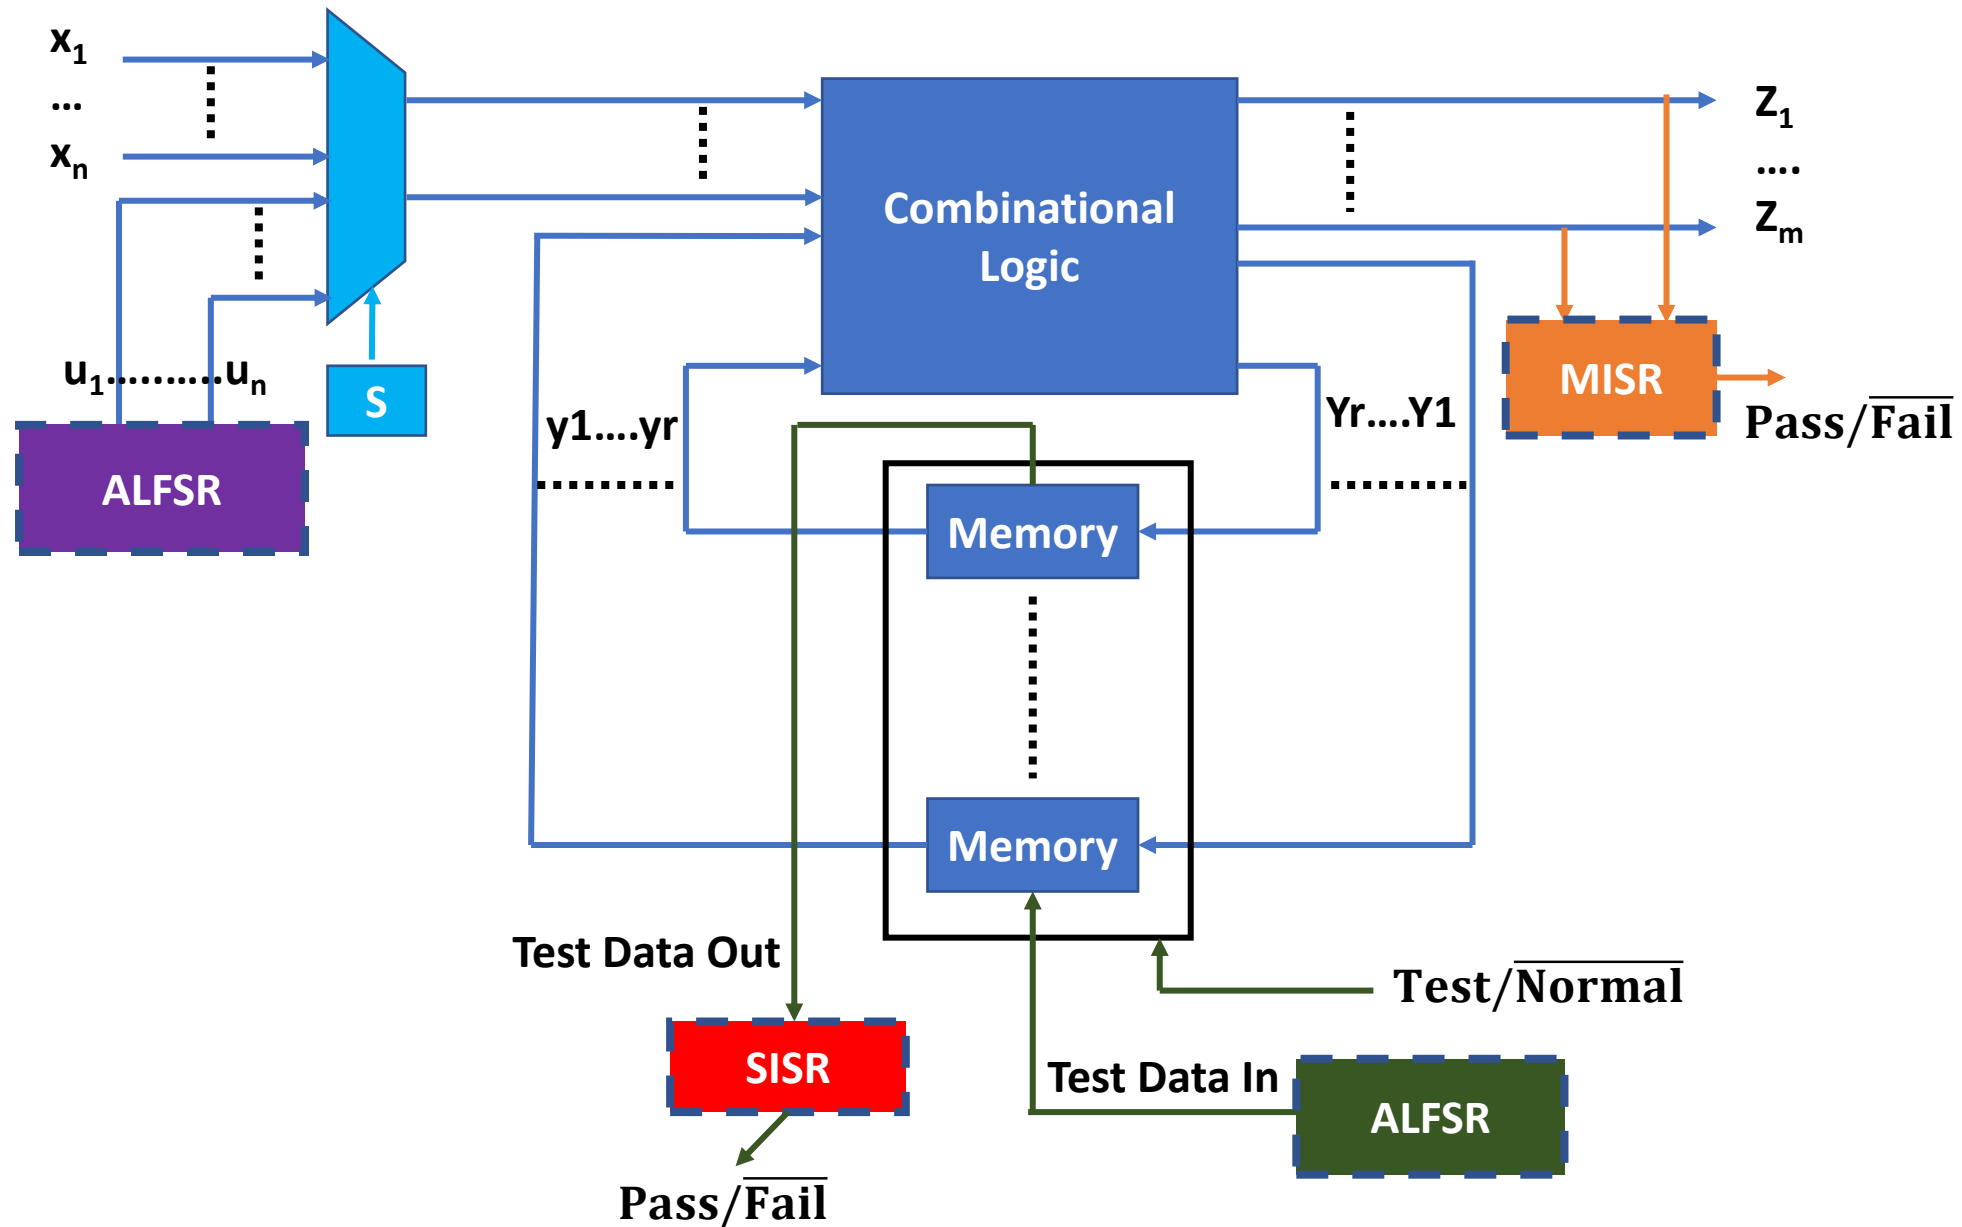 x1
...
xn
u1..........un
S
ALFSR
Combinational
Logic
Z1
....
Zm
MISR
Pass/Fail
y1....yr
Yr....Y1
Memory
Memory
Test Data Out
Test/Normal
SISR
Test Data In
ALFSR
Pass/Fail